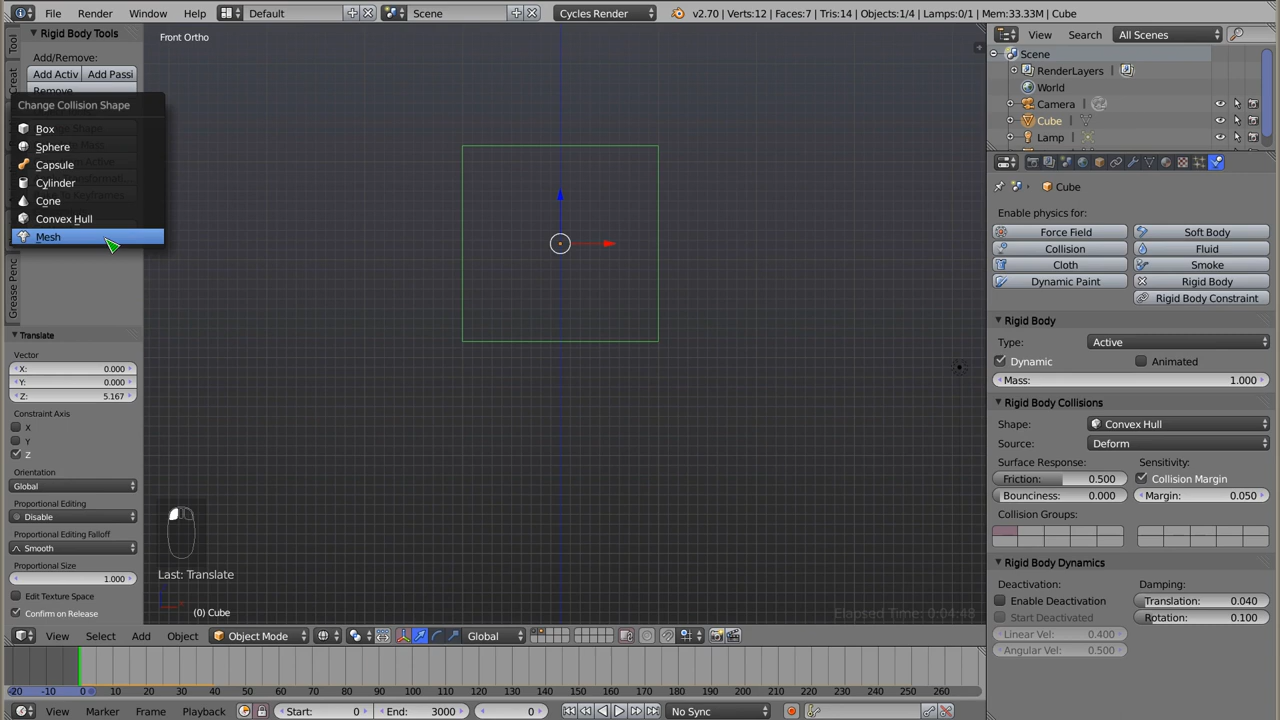 File Render Window Help Default Scene Cycles Render v2.70 | Verts:12 | Faces:7 | Tris:14 | Objects:1/4 | Lamps:0/1 | Mem:33.33M | Cube
Rigid Body Tools
Add/Remove:
Add Activ Add Passi
Remove
Change Collision Shape
Box
Sphere
Capsule
Cylinder
Cone
Convex Hull
Mesh
Tool
Creat
Grease Penc
Translate
Vector
X: 0.000
Y: 0.000
Z: 5.167
Constraint Axis
X
Y
Z
Orientation
Global
Proportional Editing
Disable
Proportional Editing Falloff
Smooth
Proportional Size
1.000
Edit Texture Space
Confirm on Release
Front Ortho
Last: Translate
(0) Cube
Elapsed Time: 0:04:48
View Select Add Object Object Mode Global
-20 -10 0 10 20 30 40 50 60 70 80 90 100 110 120 130 140 150 160 170 180 190 200 210 220 230 240 250 260
View Marker Frame Playback Start: 0 End: 3000 0 No Sync
View Search All Scenes
Scene
RenderLayers
World
Camera
Cube
Lamp
Cube
Enable physics for:
Force Field Soft Body
Collision Fluid
Cloth Smoke
Dynamic Paint Rigid Body
Rigid Body Constraint
Rigid Body
Type: Active
Dynamic Animated
Mass: 1.000
Rigid Body Collisions
Shape: Convex Hull
Source: Deform
Surface Response: Sensitivity:
Friction: 0.500 Collision Margin
Bounciness: 0.000 Margin: 0.050
Collision Groups:
Rigid Body Dynamics
Deactivation: Damping:
Enable Deactivation Translation: 0.040
Start Deactivated Rotation: 0.100
Linear Vel: 0.400
Angular Vel: 0.500